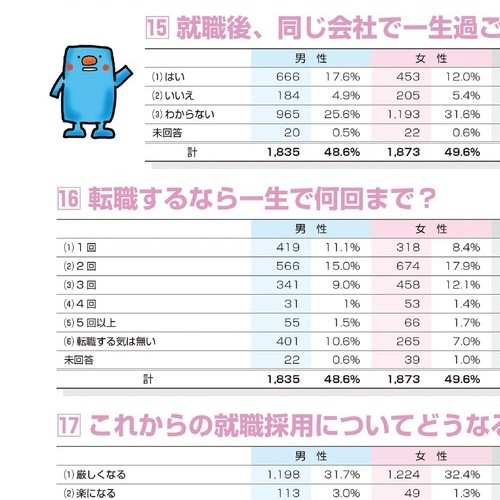 15 就職後、同じ会社で一生過ご
男 性 女 性
(1) はい 666 17.6% 453 12.0%
(2) いいえ 184 4.9% 205 5.4%
(3) わからない 965 25.6% 1,193 31.6%
未回答 20 0.5% 22 0.6%
計 1,835 48.6% 1,873 49.6%
16 転職するなら一生で何回まで？
男 性 女 性
(1) 1 回 419 11.1% 318 8.4%
(2) 2 回 566 15.0% 674 17.9%
(3) 3 回 341 9.0% 458 12.1%
(4) 4 回 31 1% 53 1.4%
(5) 5 回以上 55 1.5% 66 1.7%
(6) 転職する気は無い 401 10.6% 265 7.0%
未回答 22 0.6% 39 1.0%
計 1,835 48.6% 1,873 49.6%
17 これからの就職採用についてどうなる
男 性 女 性
(1) 厳しくなる 1,198 31.7% 1,224 32.4%
(2) 楽になる 113 3.0% 49 1.3%